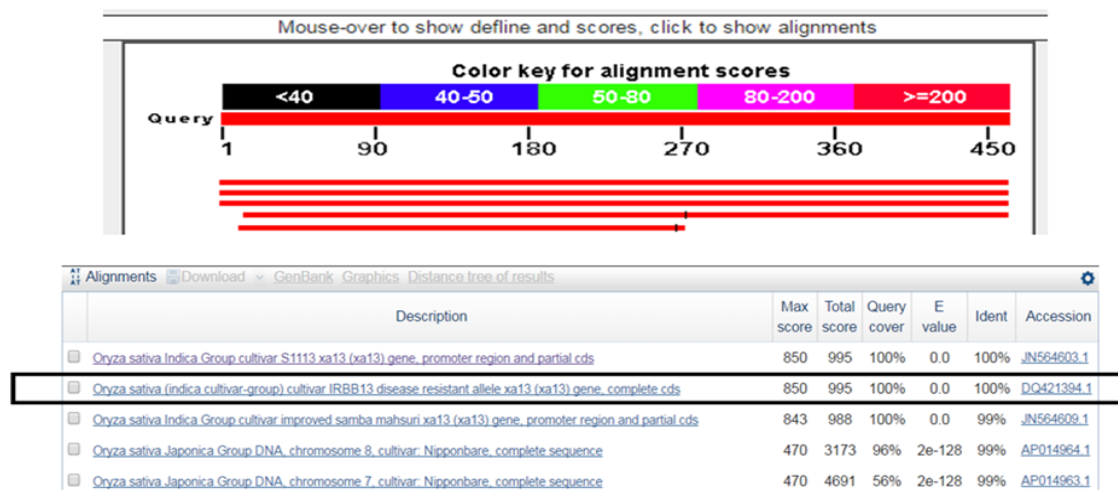 Mouse-over to show defline and scores, click to show alignments
Color key for alignment scores
<40 40-50 50-80 80-200 >=200
Query
1 90 180 270 360 450
Alignments Download GenBank Graphics Distance tree of results
Description Max score Total score Query cover E value Ident Accession
Oryza sativa Indica Group cultivar S1113 xa13 (xa13) gene, promoter region and partial cds 850 995 100% 0.0 100% JN564603.1
Oryza sativa (indica cultivar-group) cultivar IRBB13 disease resistant allele xa13 (xa13) gene, complete cds 850 995 100% 0.0 100% DQ421394.1
Oryza sativa Indica Group cultivar improved samba mahsuri xa13 (xa13) gene, promoter region and partial cds 843 988 100% 0.0 99% JN564609.1
Oryza sativa Japonica Group DNA, chromosome 8, cultivar: Nipponbare, complete sequence 470 3173 96% 2e-128 99% AP014964.1
Oryza sativa Japonica Group DNA, chromosome 7, cultivar: Nipponbare, complete sequence 470 4691 56% 2e-128 99% AP014963.1